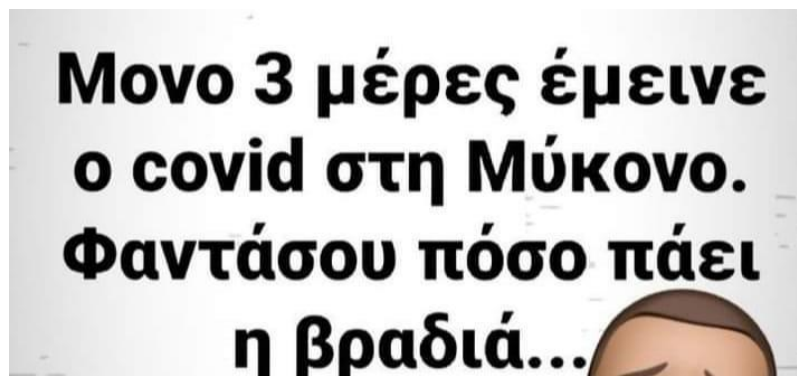 Μονο 3 μέρες έμεινε
ο covid στη Μύκονο.
Φαντάσου πόσο πάει
η βραδιά...